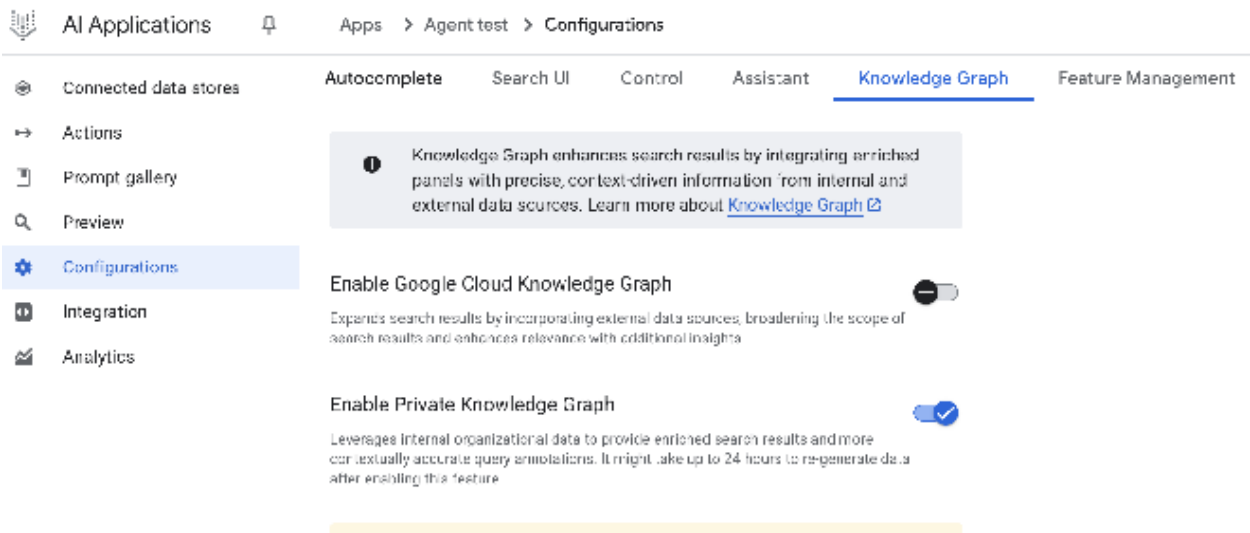 AI Applications
Apps > Agent test > Configurations
Connected data stores
Actions
Prompt gallery
Preview
Configurations
Integration
Analytics
Autocomplete Search UI Control Assistant Knowledge Graph Feature Management
Knowledge Graph enhances search results by integrating enriched
panels with precise, context-driven information from internal and
external data sources. Learn more about Knowledge Graph
Enable Google Cloud Knowledge Graph
Expands search results by incorporating external data sources, broadening the scope of
search results and enhances relevance with additional insights
Enable Private Knowledge Graph
Leverages internal organizational data to provide enriched search results and more
contextually accurate query annotations. It might take up to 24 hours to re-generate data
after enabling this feature